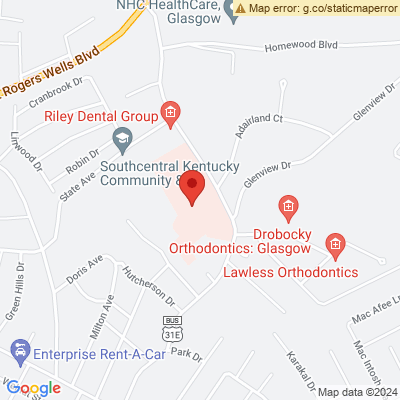 NHC HealthCare,
Glasgow
Map error: g.co/staticmaperror
Homewood Blvd
Rogers Wells Blvd
Cranbrook Dr
Glenview Dr
Riley Dental Group
Adairland Ct
Linwood Dr
Southcentral Kentucky
Community &
Robin Dr
Glenview Dr
State Ave
Drobocky
Orthodontics: Glasgow
Lawless Orthodontics
Doris Ave
Hutcherson Dr
Green Hills Dr
Milton Ave
BUS
31E
Mac Afee Ln
Enterprise Rent-A-Car
Park Dr
Karakal Dr
Mac Intosh
Google
Map data ©2024